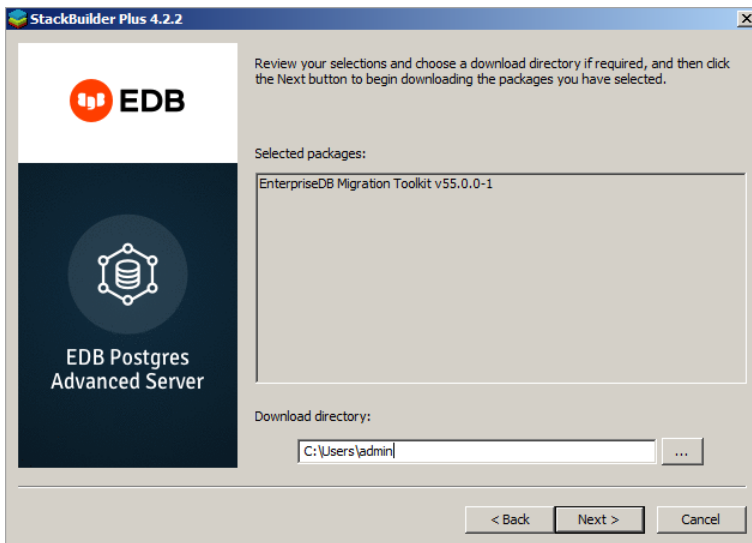 StackBuilder Plus 4.2.2
EDB
EDB Postgres
Advanced Server
Review your selections and choose a download directory if required, and then click
the Next button to begin downloading the packages you have selected.
Selected packages:
EnterpriseDB Migration Toolkit v55.0.0-1
Download directory:
C:\Users\admin
...
< Back
Next >
Cancel